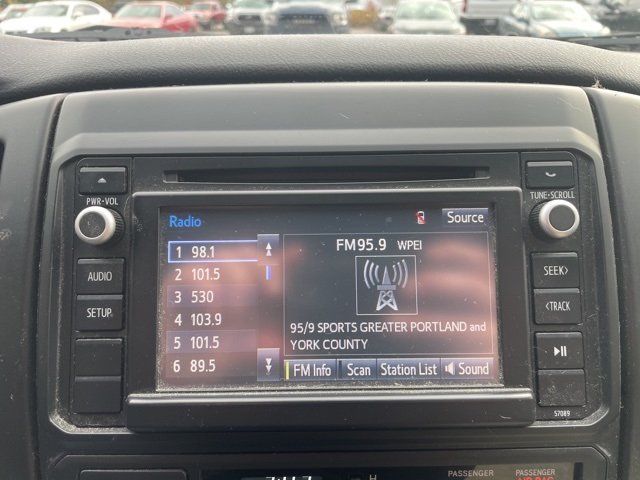 PWR•VOL
AUDIO
SETUP
Radio
Source
1 98.1
2 101.5
3 530
4 103.9
5 101.5
6 89.5
FM95.9 WPEI
95/9 SPORTS GREATER PORTLAND and
YORK COUNTY
FM Info
Scan
Station List
Sound
TUNE•SCROLL
SEEK>
<TRACK
57089
H
PASSENGER
PASSENGER